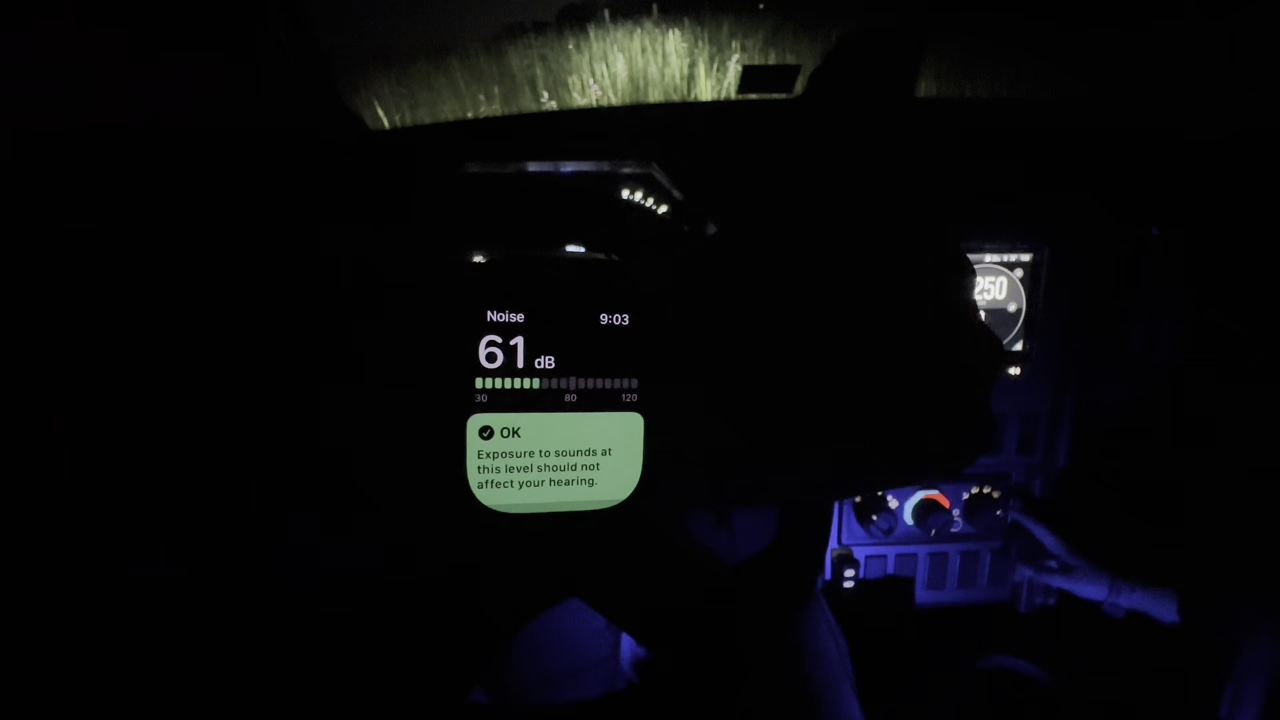 Noise 9:03
61 dB
30 80 120
OK
Exposure to sounds at
this level should not
affect your hearing.
250